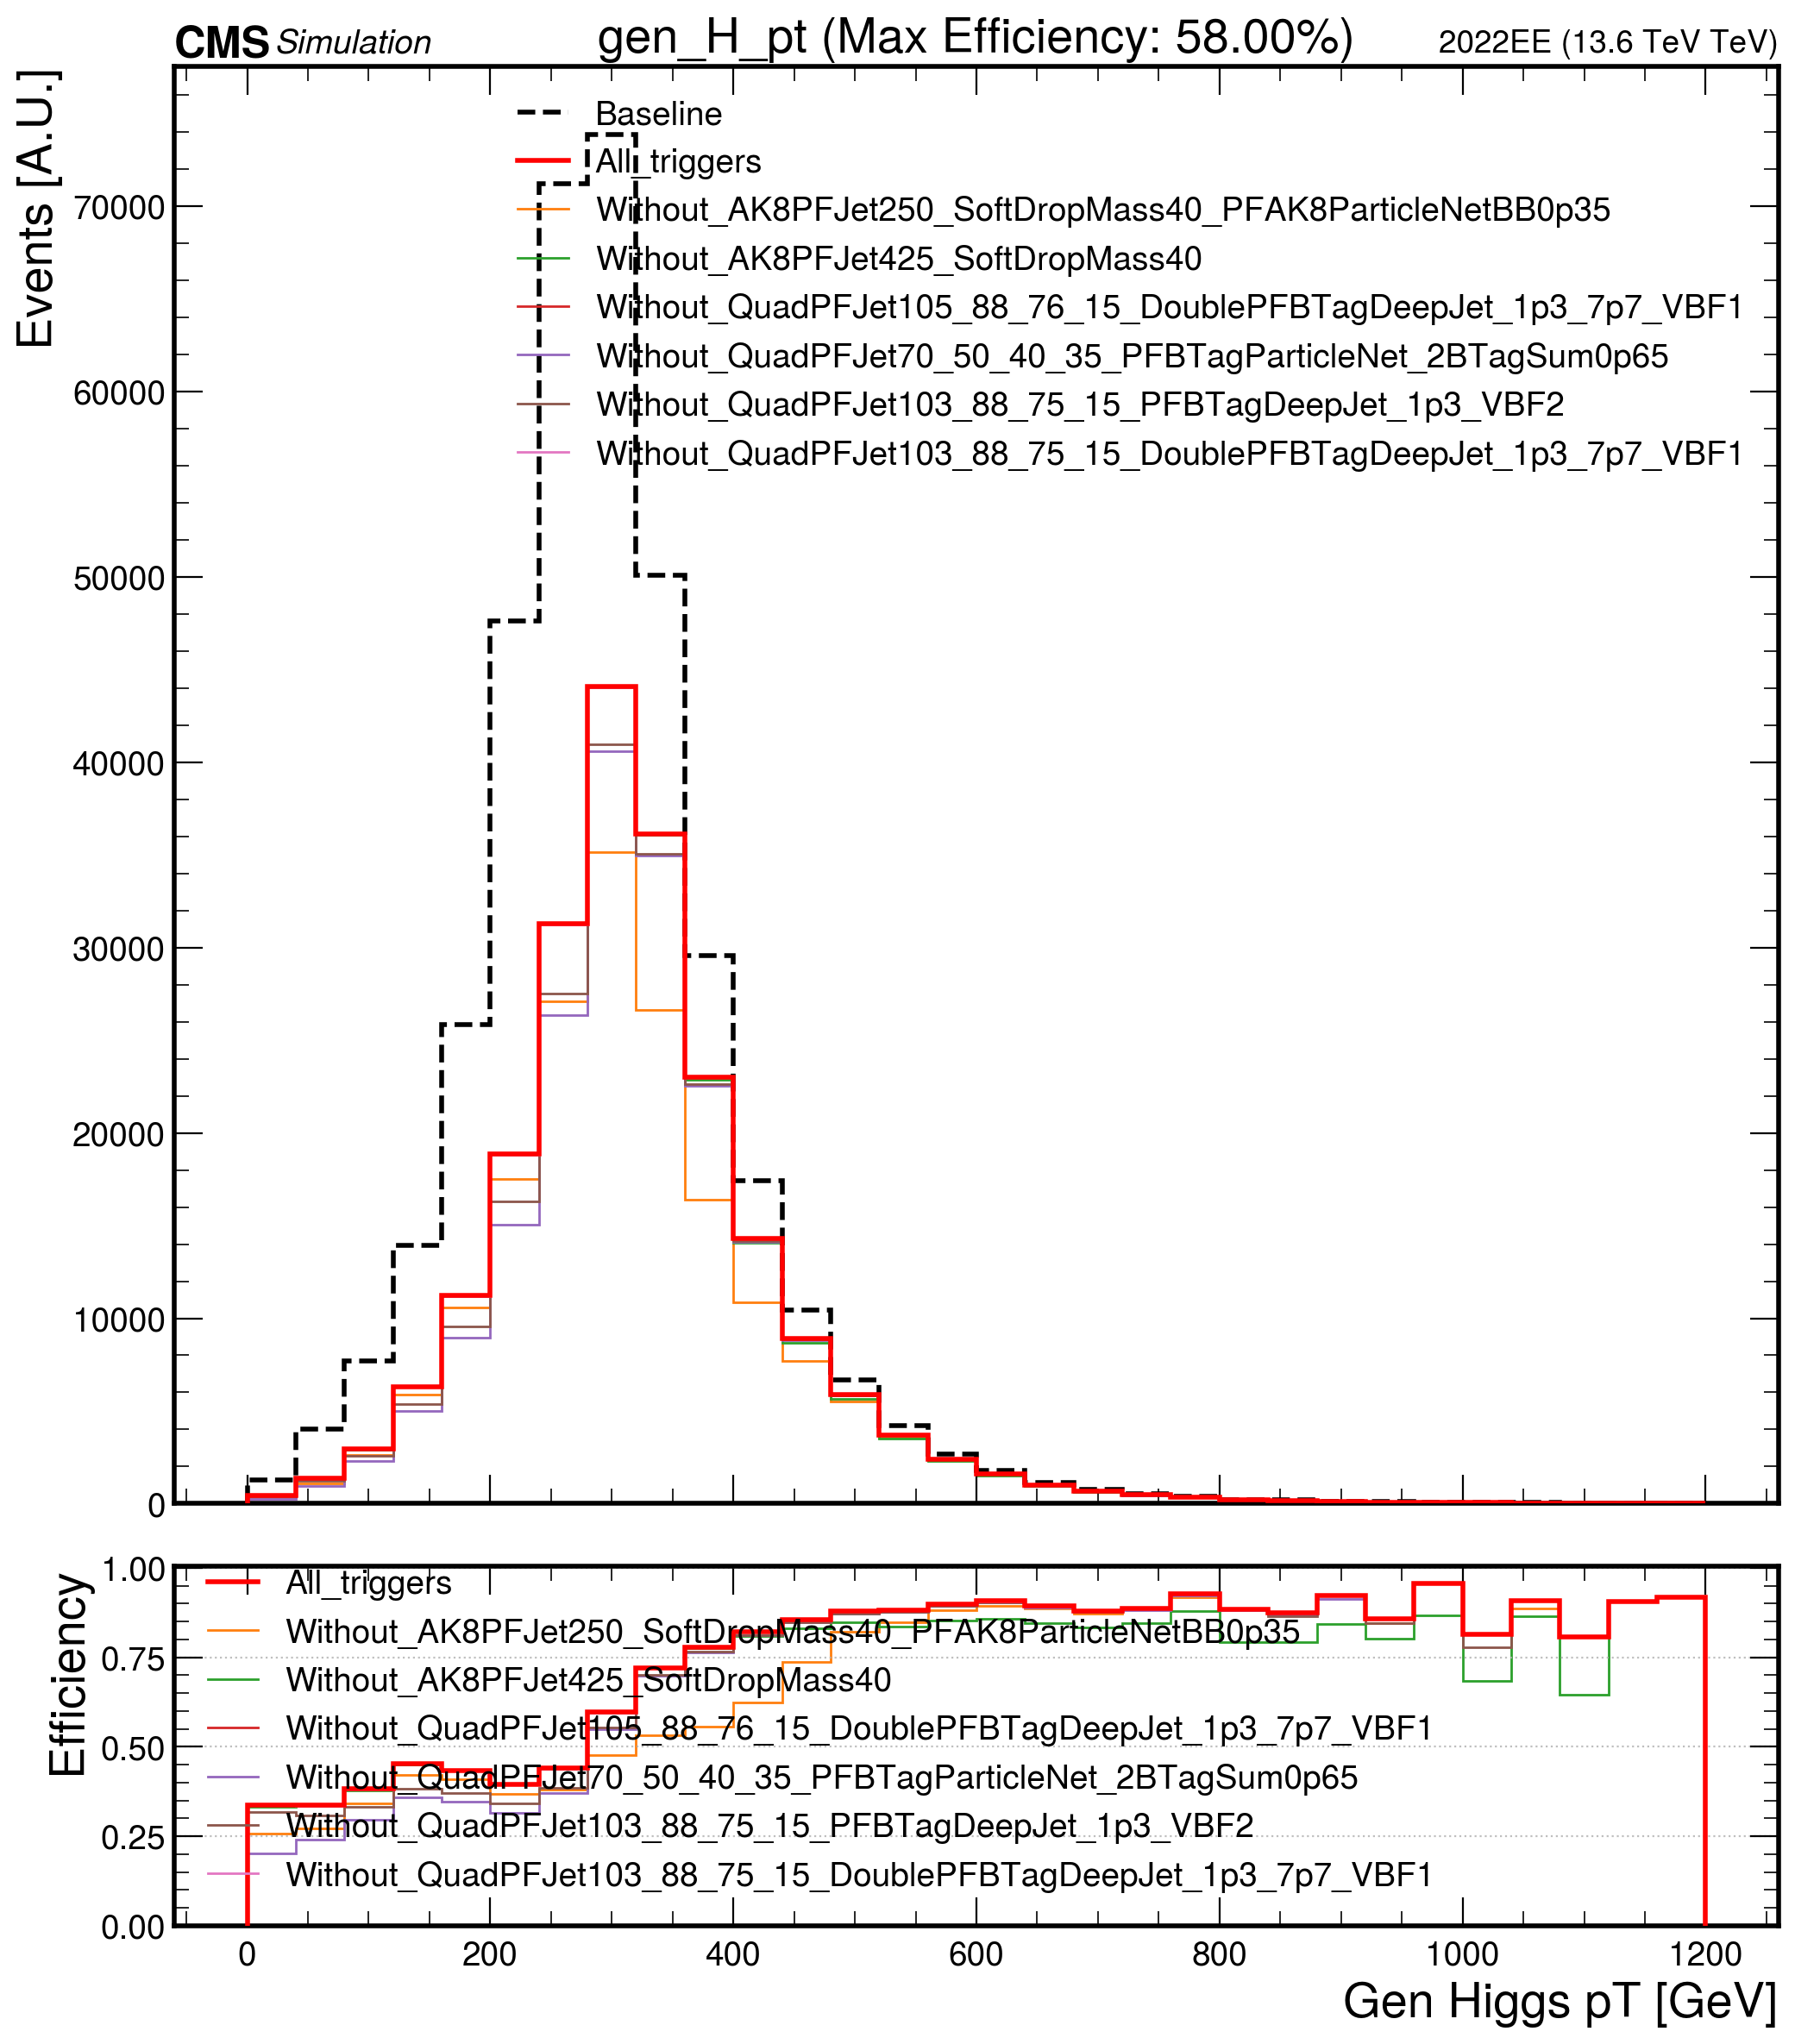 CMS Simulation gen_H_pt (Max Efficiency: 58.00%) 2022EE (13.6 TeV TeV)
Events [A.U.]
Baseline
All_triggers
Without_AK8PFJet250_SoftDropMass40_PFAK8ParticleNetBB0p35
Without_AK8PFJet425_SoftDropMass40
Without_QuadPFJet105_88_76_15_DoublePFBTagDeepJet_1p3_7p7_VBF1
Without_QuadPFJet70_50_40_35_PFBTagParticleNet_2BTagSum0p65
Without_QuadPFJet103_88_75_15_PFBTagDeepJet_1p3_VBF2
Without_QuadPFJet103_88_75_15_DoublePFBTagDeepJet_1p3_7p7_VBF1
70000
60000
50000
40000
30000
20000
10000
0
Efficiency
1.00
0.75
0.50
0.25
0.00
All_triggers
Without_AK8PFJet250_SoftDropMass40_PFAK8ParticleNetBB0p35
Without_AK8PFJet425_SoftDropMass40
Without_QuadPFJet105_88_76_15_DoublePFBTagDeepJet_1p3_7p7_VBF1
Without_QuadPFJet70_50_40_35_PFBTagParticleNet_2BTagSum0p65
Without_QuadPFJet103_88_75_15_PFBTagDeepJet_1p3_VBF2
Without_QuadPFJet103_88_75_15_DoublePFBTagDeepJet_1p3_7p7_VBF1
0 200 400 600 800 1000 1200
Gen Higgs pT [GeV]